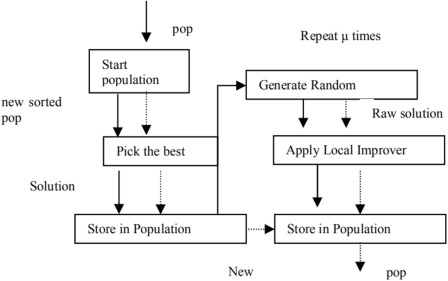 pop
Repeat µ times
Start
population
Generate Random
new sorted
pop
Raw solution
Pick the best
Apply Local Improver
Solution
Store in Population
Store in Population
New
pop